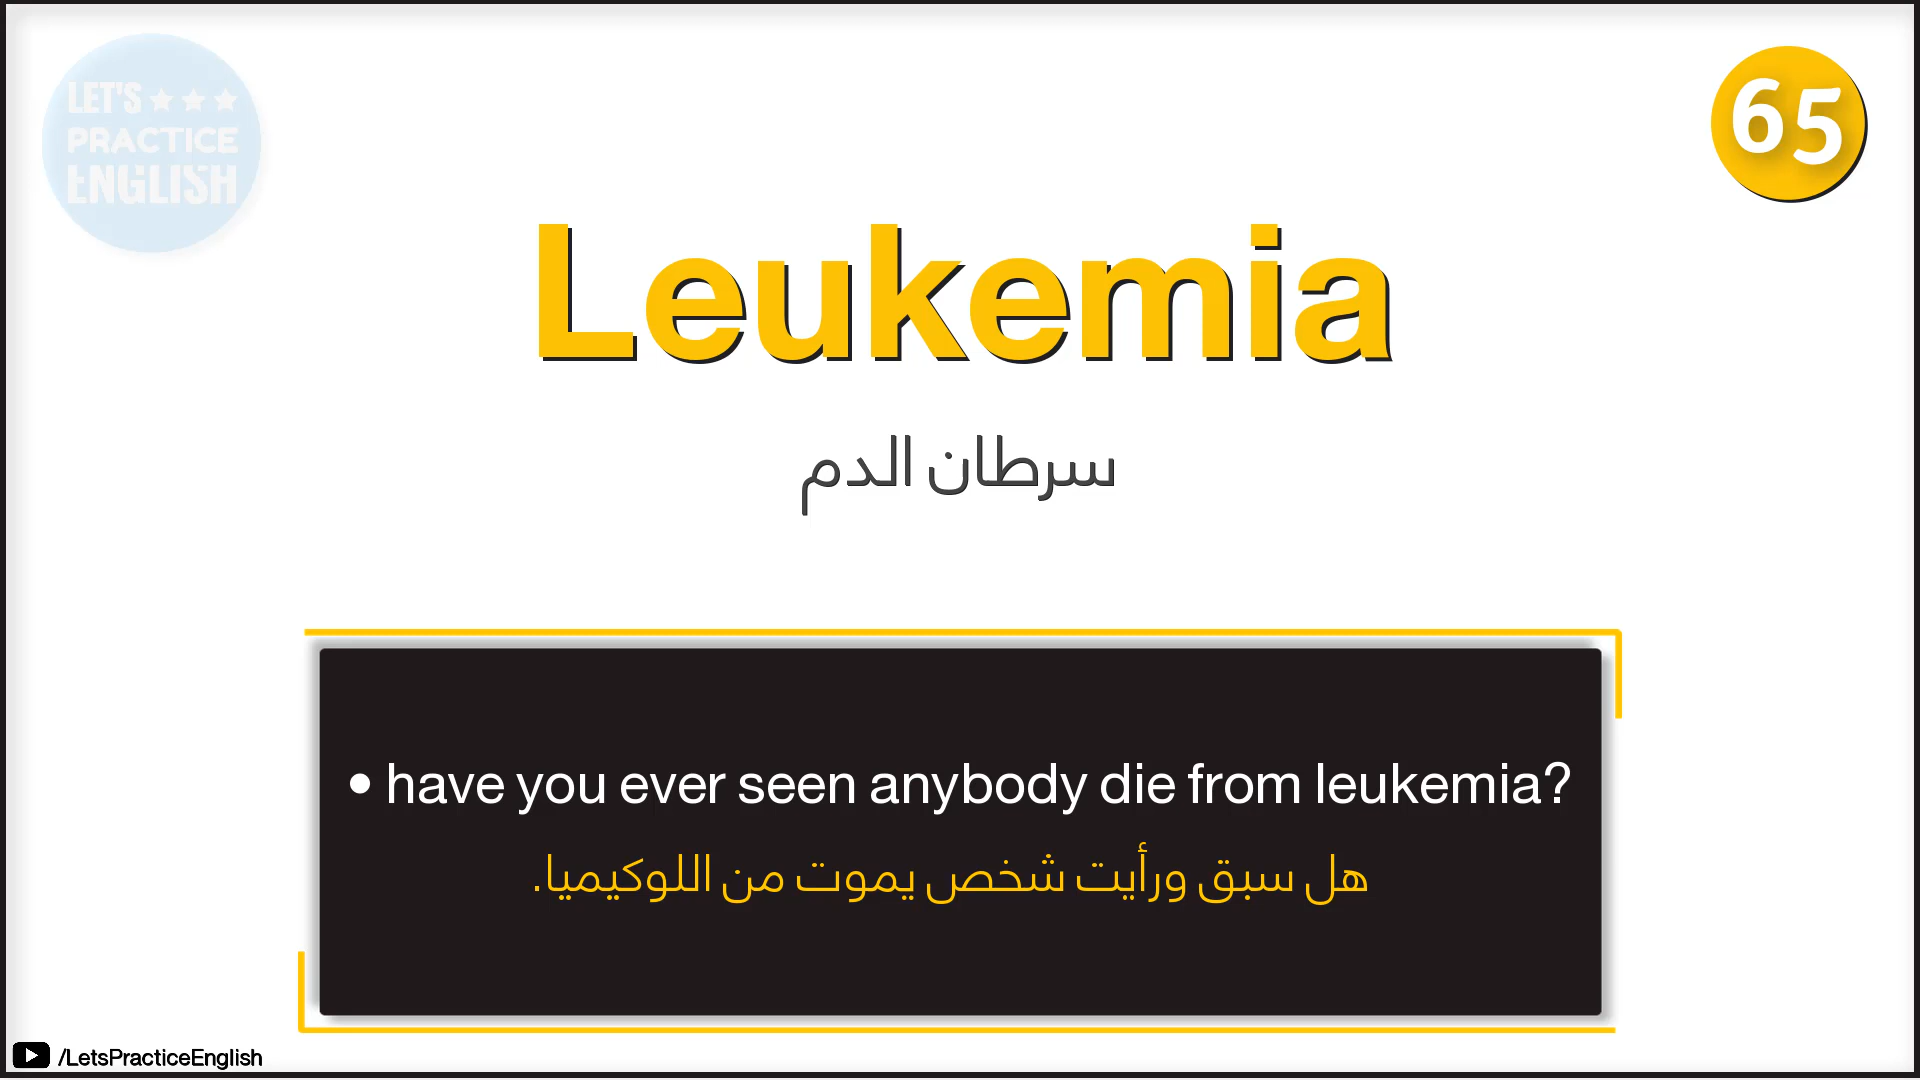 LET'S
PRACTICE
ENGLISH
65
Leukemia
سرطان الدم
• have you ever seen anybody die from leukemia?
هل سبق ورأيت شخص يموت من اللوكيميا.
/LetsPracticeEnglish